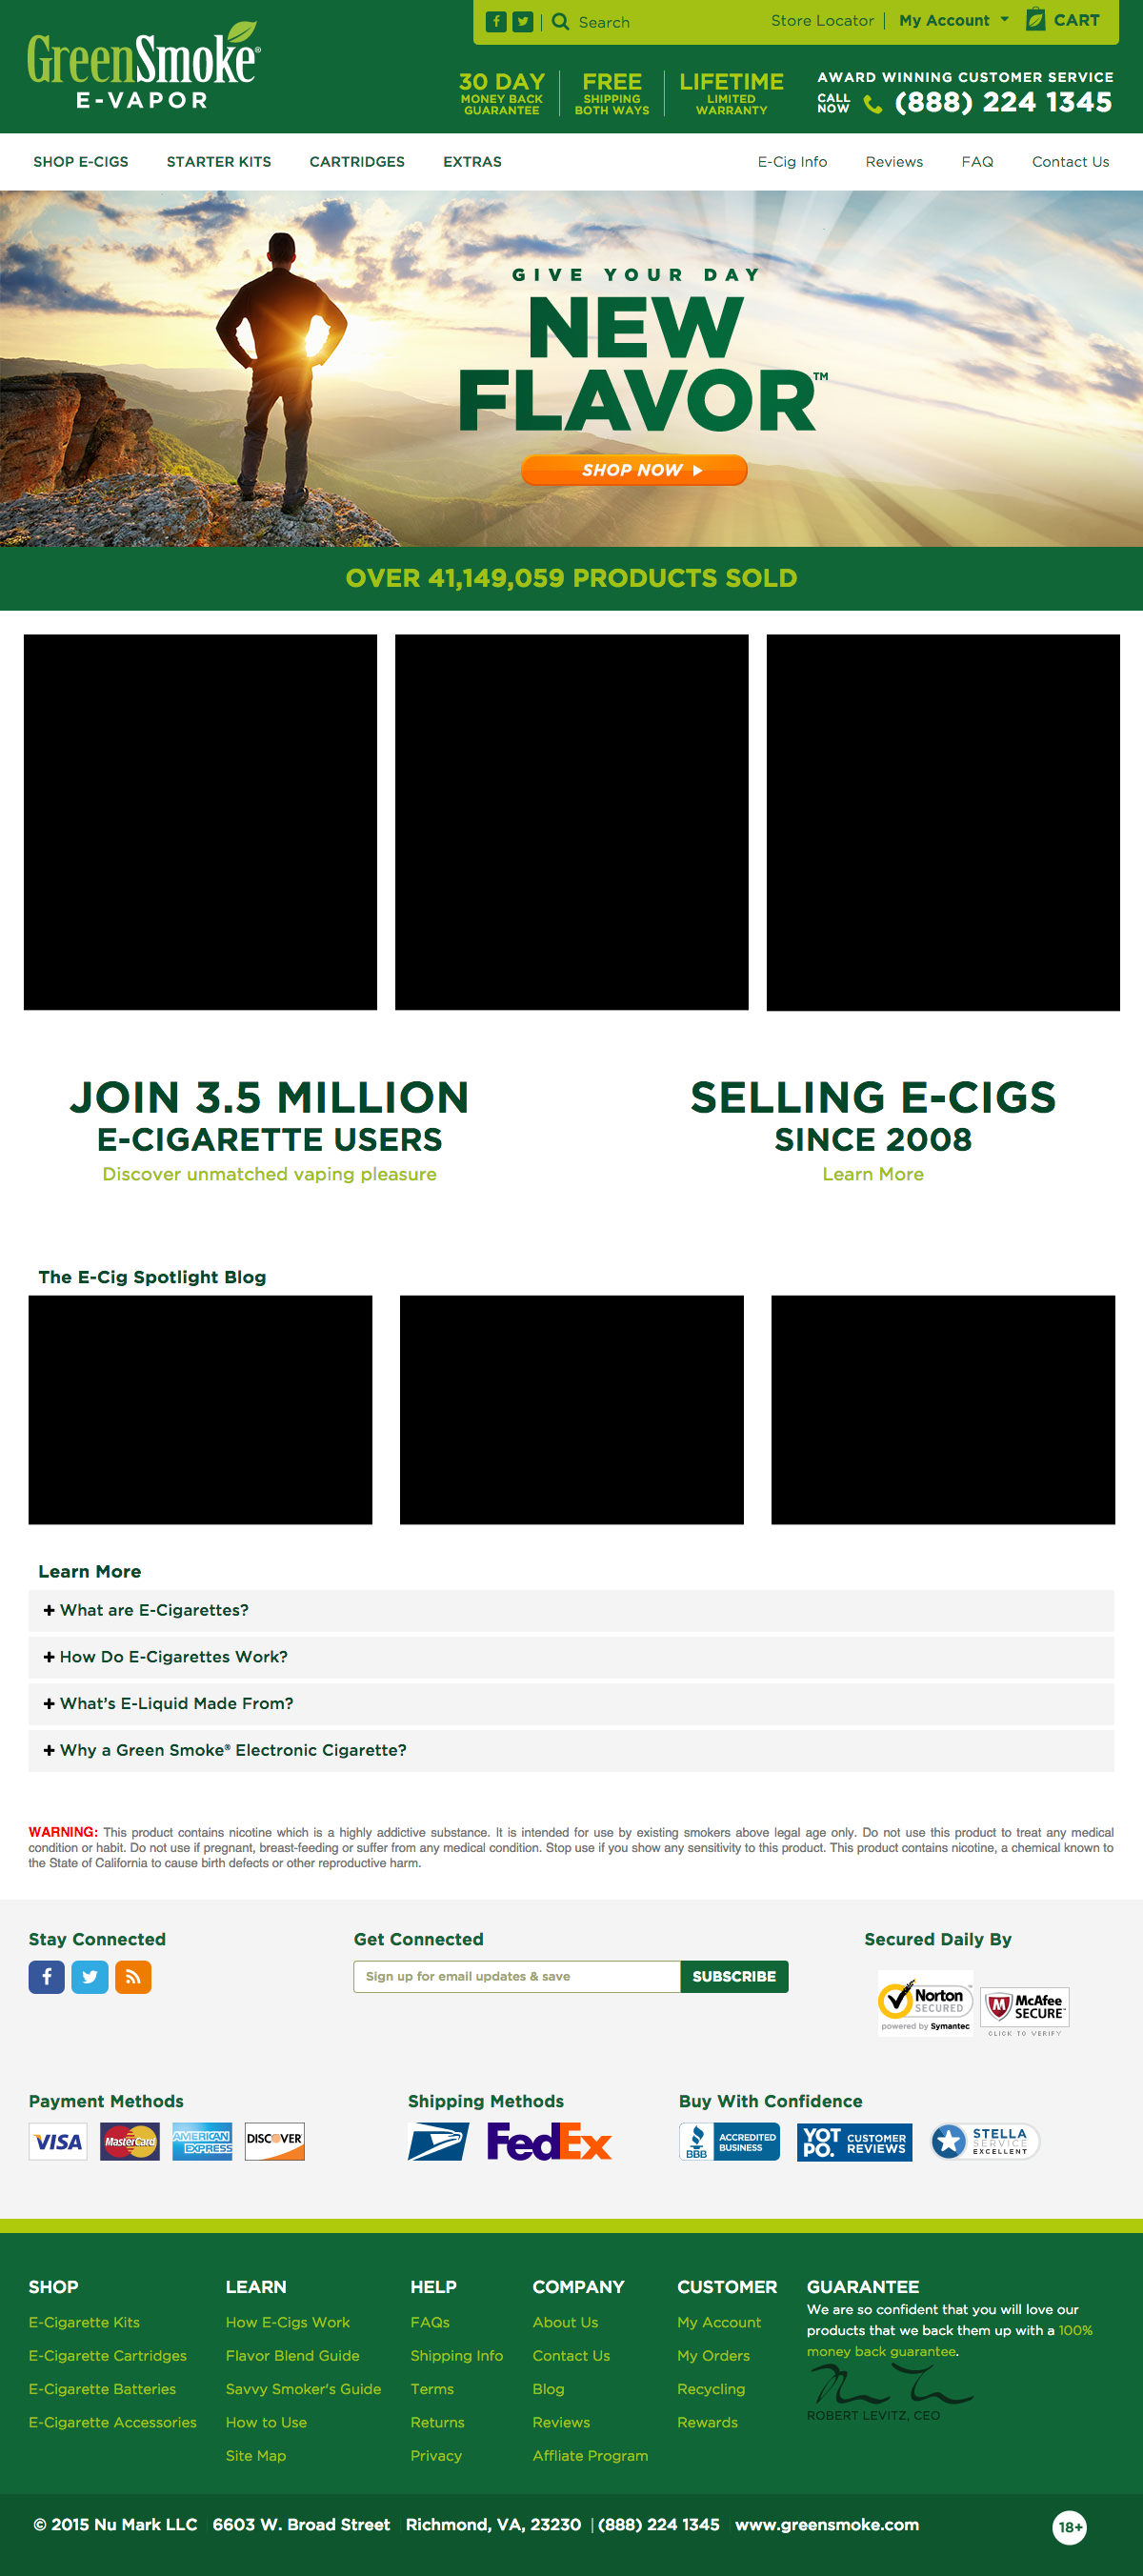 Search
Store Locator
My Account
CART
GreenSmoke®
E-VAPOR
30 DAY
MONEY BACK
GUARANTEE
FREE
SHIPPING
BOTH WAYS
LIFETIME
LIMITED
WARRANTY
AWARD WINNING CUSTOMER SERVICE
CALL
NOW
(888) 224 1345
SHOP E-CIGS
STARTER KITS
CARTRIDGES
EXTRAS
E-Cig Info
Reviews
FAQ
Contact Us
GIVE YOUR DAY
NEW
FLAVOR™
SHOP NOW
OVER 41,149,059 PRODUCTS SOLD
JOIN 3.5 MILLION
E-CIGARETTE USERS
Discover unmatched vaping pleasure
SELLING E-CIGS
SINCE 2008
Learn More
The E-Cig Spotlight Blog
Learn More
+ What are E-Cigarettes?
+ How Do E-Cigarettes Work?
+ What's E-Liquid Made From?
+ Why a Green Smoke® Electronic Cigarette?
WARNING: This product contains nicotine which is a highly addictive substance. It is intended for use by existing smokers above legal age only. Do not use this product to treat any medical
condition or habit. Do not use if pregnant, breast-feeding or suffer from any medical condition. Stop use if you show any sensitivity to this product. This product contains nicotine, a chemical known to
the State of California to cause birth defects or other reproductive harm.
Stay Connected
Get Connected
Sign up for email updates & save
SUBSCRIBE
Secured Daily By
Norton
SECURED
powered by Symantec
McAfee
SECURE™
CLICK TO VERIFY
Payment Methods
VISA
MasterCard
AMERICAN
EXPRESS
DISCOVER
Shipping Methods
FedEx
Buy With Confidence
BBB
ACCREDITED
BUSINESS
YOT
PO.
CUSTOMER
REVIEWS
STELLA
SERVICE
EXCELLENT
SHOP
E-Cigarette Kits
E-Cigarette Cartridges
E-Cigarette Batteries
E-Cigarette Accessories
LEARN
How E-Cigs Work
Flavor Blend Guide
Savvy Smoker's Guide
How to Use
Site Map
HELP
FAQs
Shipping Info
Terms
Returns
Privacy
COMPANY
About Us
Contact Us
Blog
Reviews
Affliate Program
CUSTOMER
My Account
My Orders
Recycling
Rewards
GUARANTEE
We are so confident that you will love our
products that we back them up with a 100%
money back guarantee.
ROBERT LEVITZ, CEO
© 2015 Nu Mark LLC 6603 W. Broad Street Richmond, VA, 23230 | (888) 224 1345 www.greensmoke.com
18+